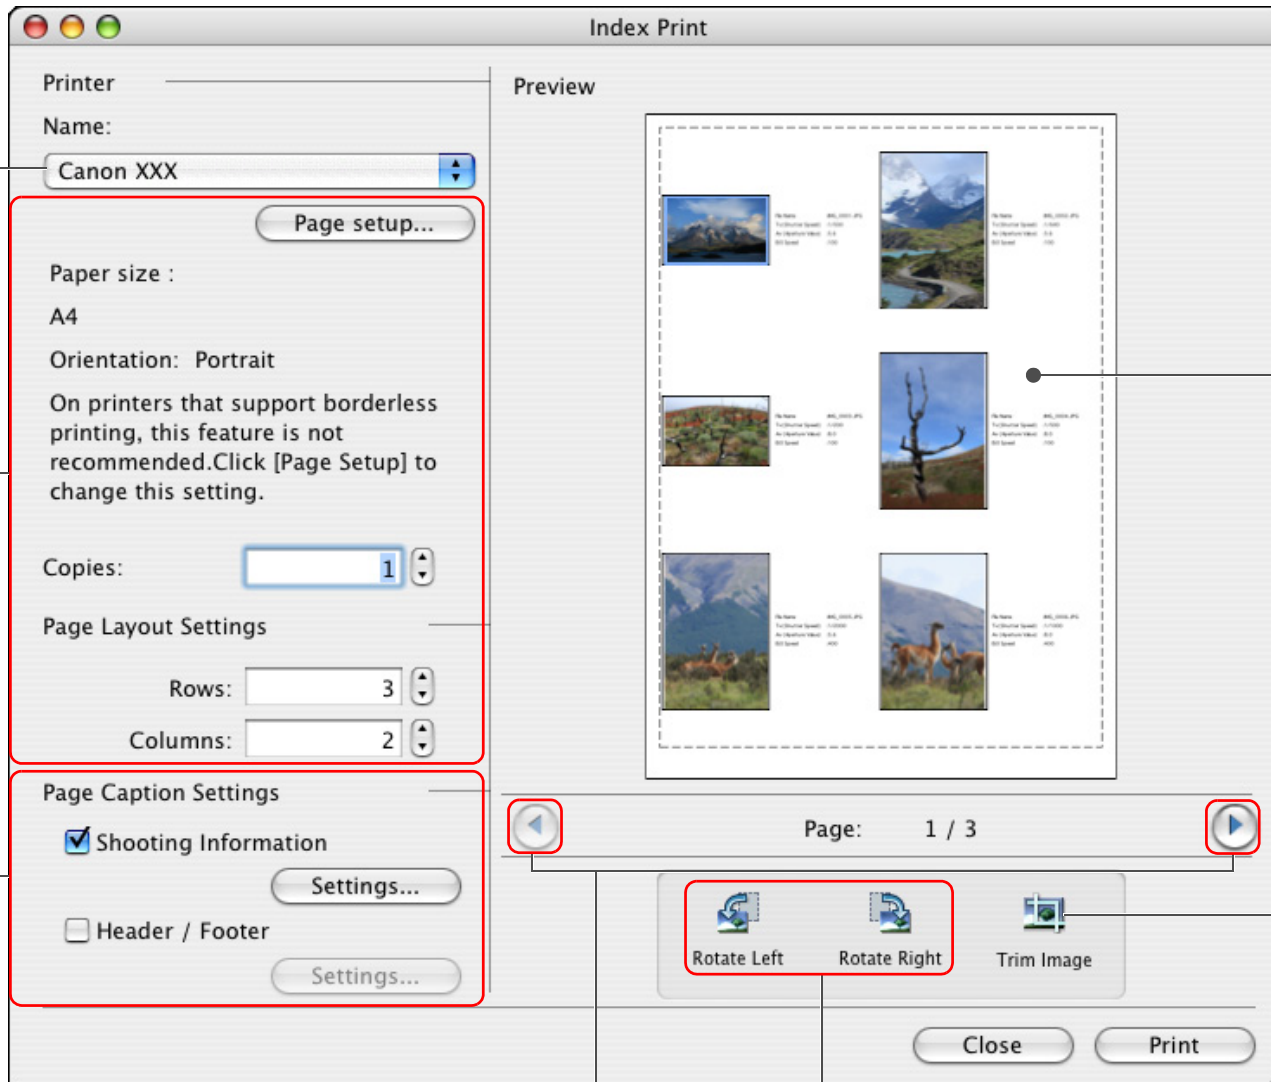 Index Print
Printer
Name:
Canon XXX
Page setup...
Paper size :
A4
Orientation: Portrait
On printers that support borderless
printing, this feature is not
recommended.Click [Page Setup] to
change this setting.
Copies: 1
Page Layout Settings
Rows: 3
Columns: 2
Page Caption Settings
Shooting Information
Settings...
Header / Footer
Settings...
Preview
Page: 1 / 3
Rotate Left
Rotate Right
Trim Image
Close
Print